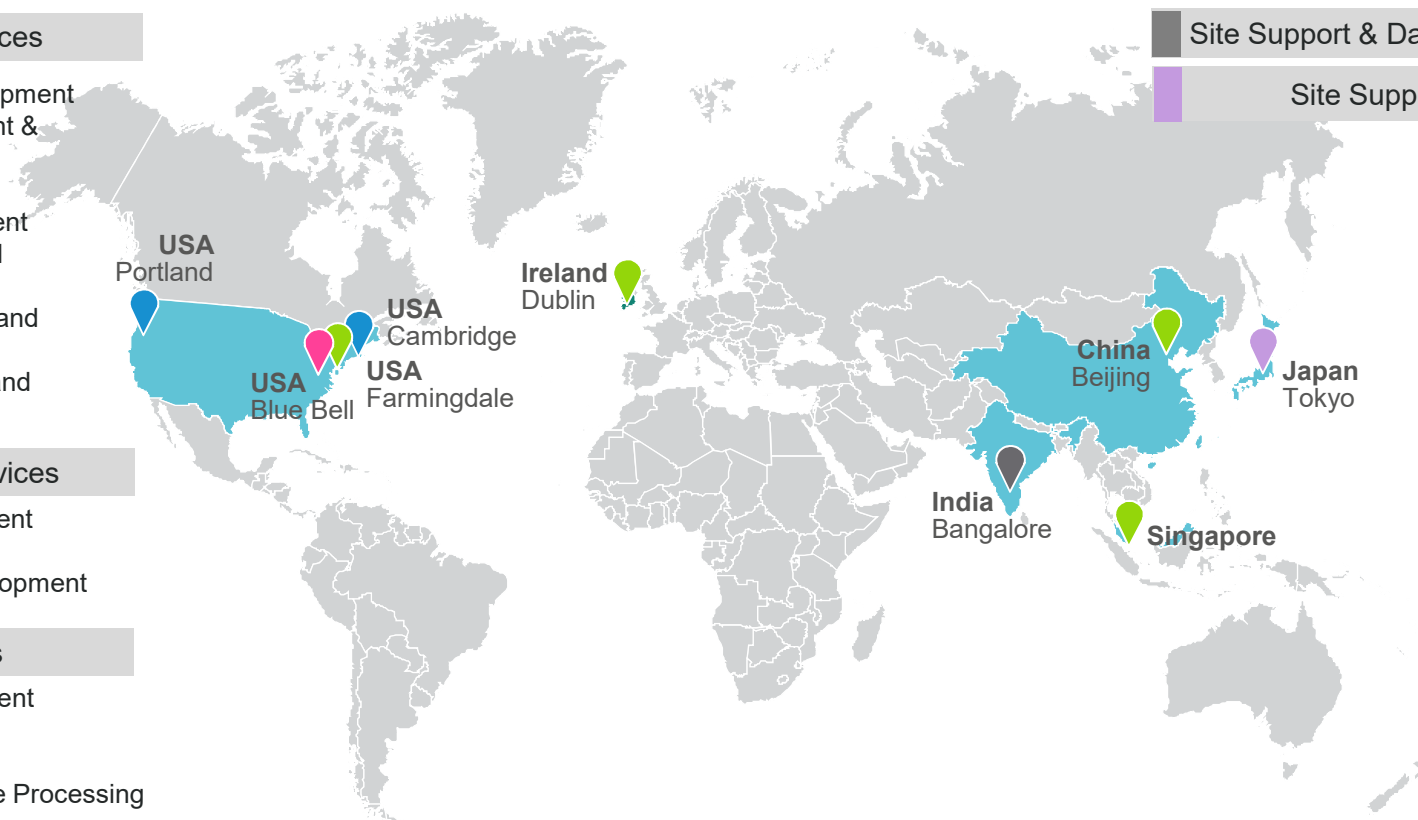 ces
pment
nt &
ent
l
and
and
vices
ent
opment
s
ent
e Processing
Site Support & Da
Site Supp
USA
Portland
USA
Cambridge
USA
Farmingdale
USA
Blue Bell
Ireland
Dublin
China
Beijing
Japan
Tokyo
India
Bangalore
Singapore